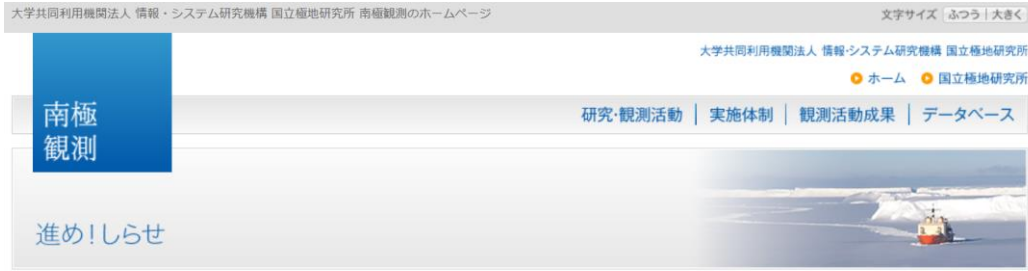 大学共同利用機関法人 情報・システム研究機構 国立極地研究所 南極観測のホームページ
文字サイズ ふつう 大きく
大学共同利用機関法人 情報・システム研究機構 国立極地研究所
ホーム 国立極地研究所
南極
観測
研究・観測活動 実施体制 観測活動成果 データベース
進め!しらせ